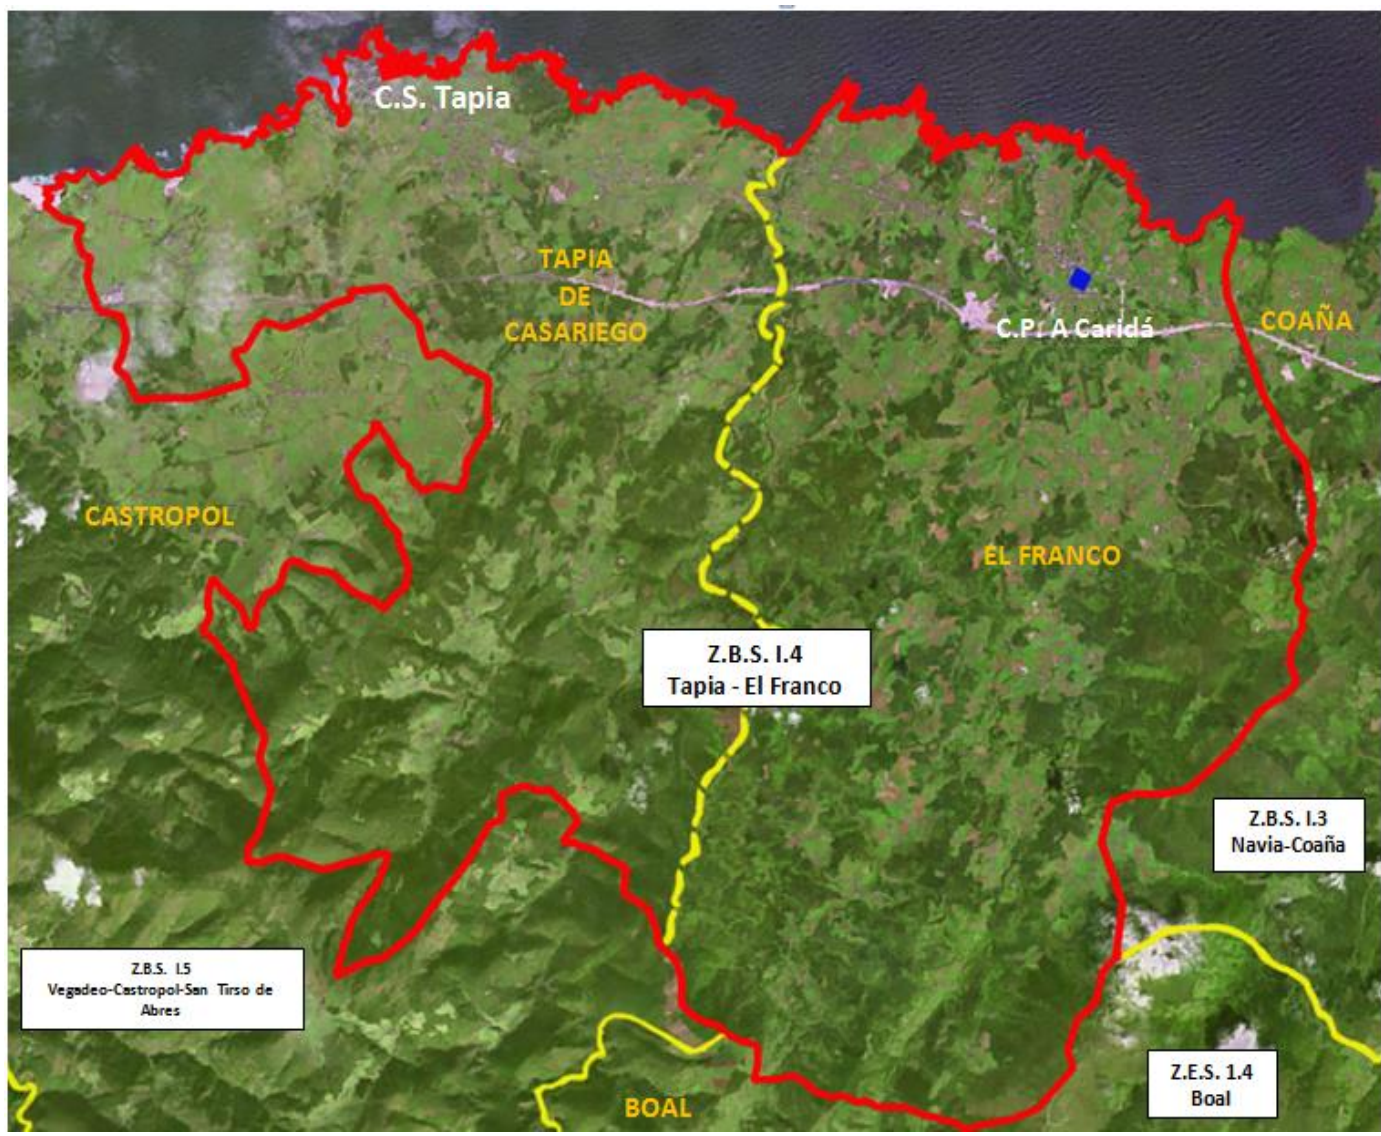 C.S. Tapia
TAPIA
DE
CASARIEGO
C.P. A Caridá
COAÑA
CASTROPOL
EL FRANCO
Z.B.S. I.4
Tapia - El Franco
Z.B.S. I.3
Navia-Coaña
Z.B.S. I.5
Vegadeo-Castropol-San Tirso de
Abres
Z.E.S. 1.4
Boal
BOAL